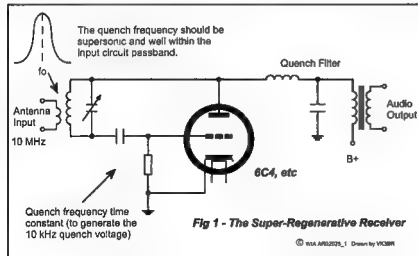 The quench frequency should be
supersonic and well within the
input circuit passband.
fo
Quench Filter
Antenna
Input
10 MHz
Audio
Output
B+
6C4, etc
Quench frequency time
constant (to generate the
10 kHz quench voltage)
Fig 1 - The Super-Regenerative Receiver
© WIA AR02025_1 Drawn by VK3BR